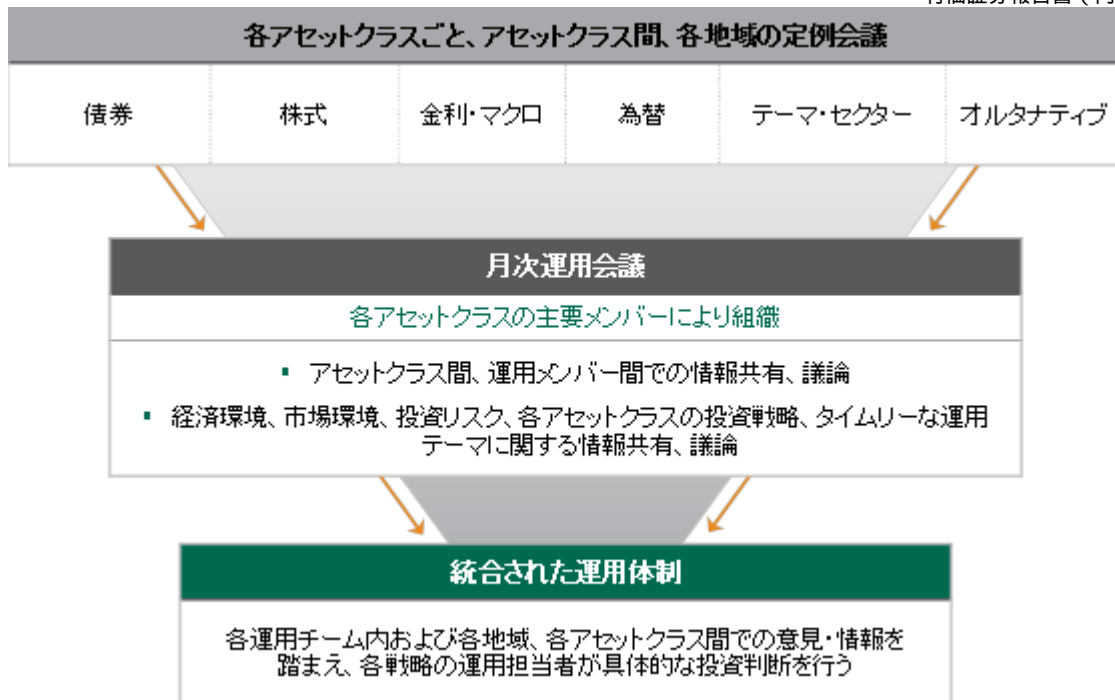 各アセットクラスごと、アセットクラス間、各地域の定例会議
債券 株式 金利・マクロ 為替 テーマ・セクター オルタナティブ
月次運用会議
各アセットクラスの主要メンバーにより組織
▪ アセットクラス間、運用メンバー間での情報共有、議論
▪ 経済環境、市場環境、投資リスク、各アセットクラスの投資戦略、タイムリーな運用
テーマに関する情報共有、議論
統合された運用体制
各運用チーム内および各地域、各アセットクラス間での意見・情報を
踏まえ、各戦略の運用担当者が具体的な投資判断を行う